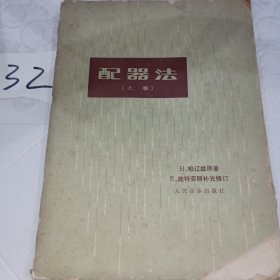 32
配器法
（上卷）
H.柏辽兹原著
R.施特劳斯补充修订
人民音乐出版社